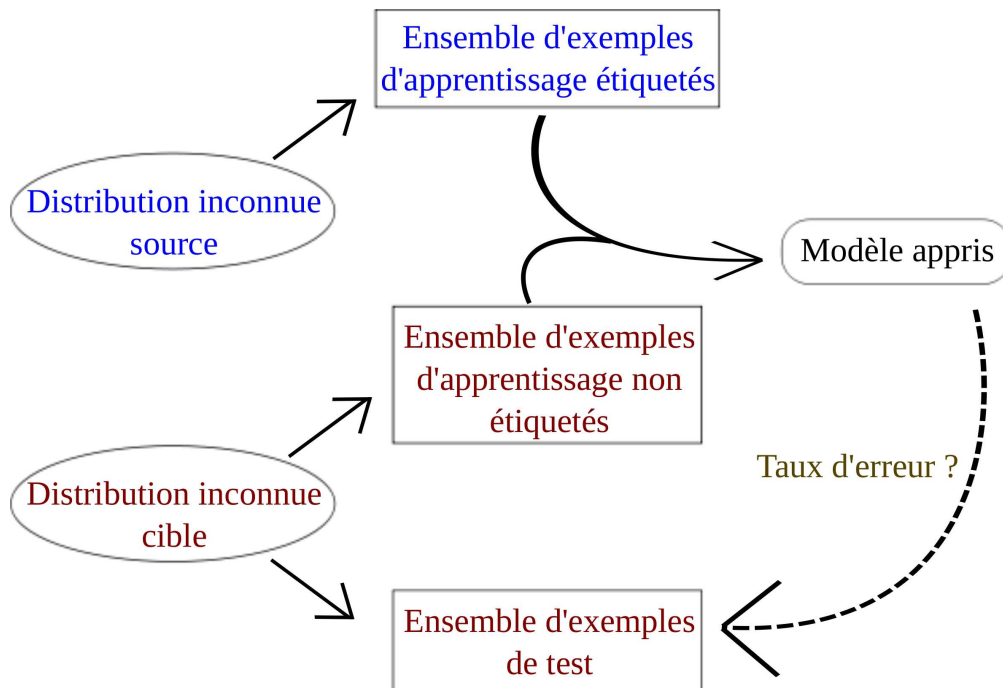 Ensemble d'exemples
d'apprentissage étiquetés
Distribution inconnue
source
Modèle appris
Ensemble d'exemples
d'apprentissage non
étiquetés
Taux d'erreur ?
Distribution inconnue
cible
Ensemble d'exemples
de test